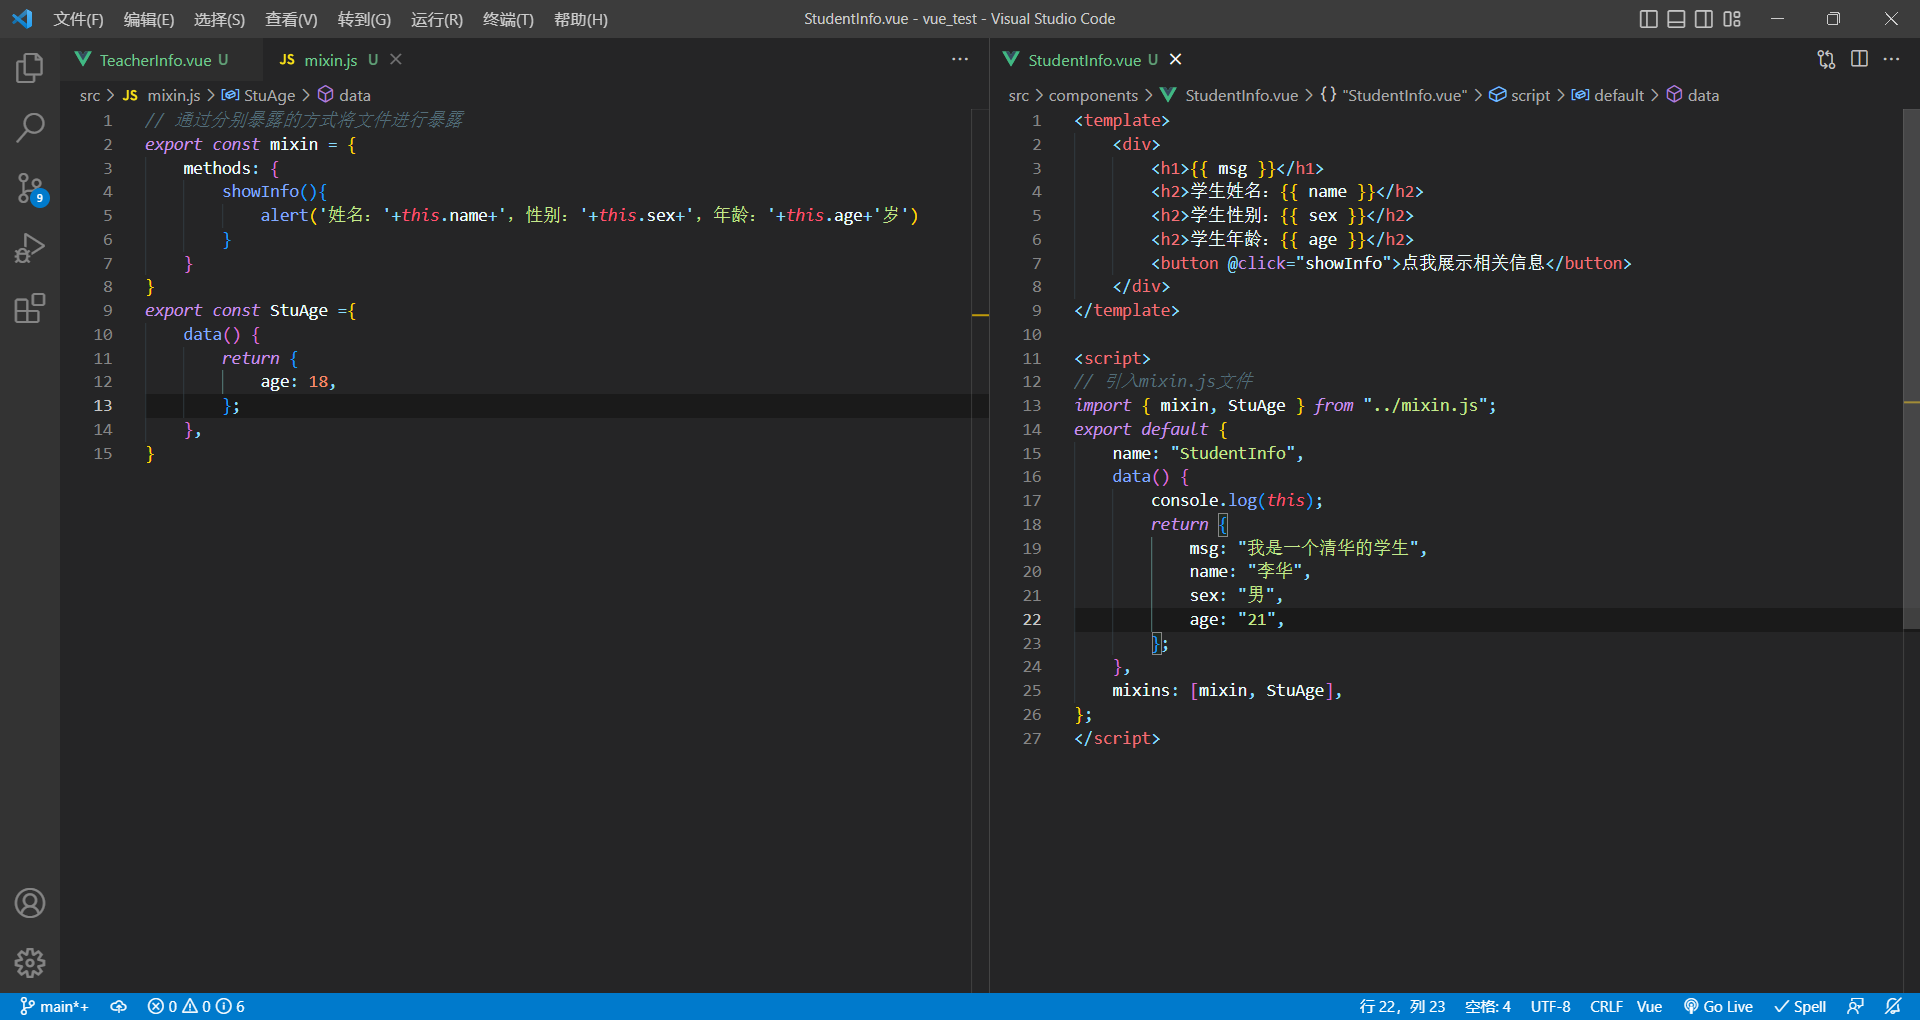 文件(F) 编辑(E) 选择(S) 查看(V) 转到(G) 运行(R) 终端(T) 帮助(H) StudentInfo.vue - vue_test - Visual Studio Code
TeacherInfo.vue U JS mixin.js U
src > JS mixin.js > StuAge > data
1 // 通过分别暴露的方式将文件进行暴露
2 export const mixin = {
3 methods: {
4 showInfo(){
5 alert('姓名：'+this.name+'，性别：'+this.sex+'，年龄：'+this.age+'岁')
6 }
7 }
8 }
9 export const StuAge ={
10 data() {
11 return {
12 age: 18,
13 };
14 },
15 }
StudentInfo.vue U
src > components > StudentInfo.vue > {} "StudentInfo.vue" > script > default > data
1 <template>
2 <div>
3 <h1>{{ msg }}</h1>
4 <h2>学生姓名：{{ name }}</h2>
5 <h2>学生性别：{{ sex }}</h2>
6 <h2>学生年龄：{{ age }}</h2>
7 <button @click="showInfo">点我展示相关信息</button>
8 </div>
9 </template>
10
11 <script>
12 // 引入mixin.js文件
13 import { mixin, StuAge } from "../mixin.js";
14 export default {
15 name: "StudentInfo",
16 data() {
17 console.log(this);
18 return {
19 msg: "我是一个清华的学生",
20 name: "李华",
21 sex: "男",
22 age: "21",
23 };
24 },
25 mixins: [mixin, StuAge],
26 };
27 </script>
9
main*+ 0 0 6 行 22，列 23 空格: 4 UTF-8 CRLF Vue Go Live Spell